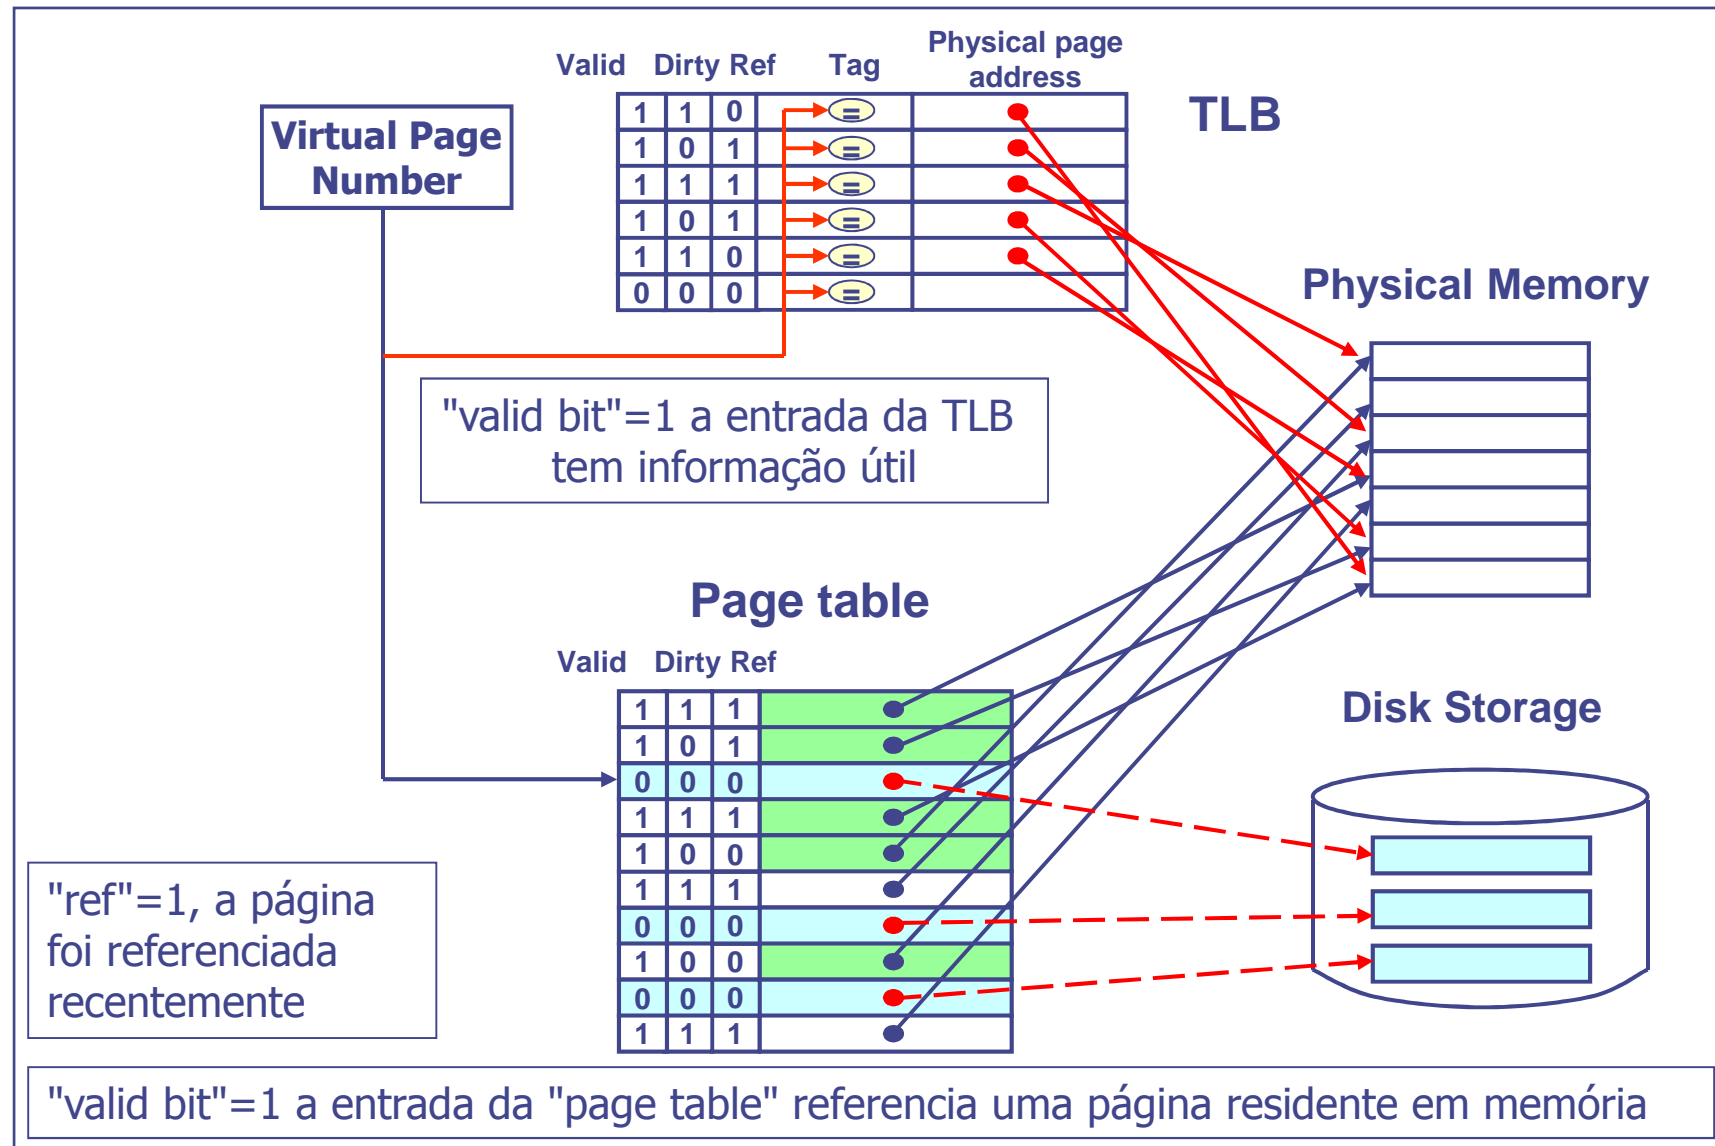 Physical page
address
Valid Dirty Ref Tag
TLB
Virtual Page
Number
1 1 0 =
1 0 1 =
1 1 1 =
1 0 1 =
1 1 0 =
0 0 0 =
Physical Memory
"valid bit"=1 a entrada da TLB
tem informação útil
Page table
Valid Dirty Ref
1 1 1
1 0 1
0 0 0
1 1 1
1 0 0
1 1 1
0 0 0
1 0 0
0 0 0
1 1 1
Disk Storage
"ref"=1, a página
foi referenciada
recentemente
"valid bit"=1 a entrada da "page table" referencia uma página residente em memória